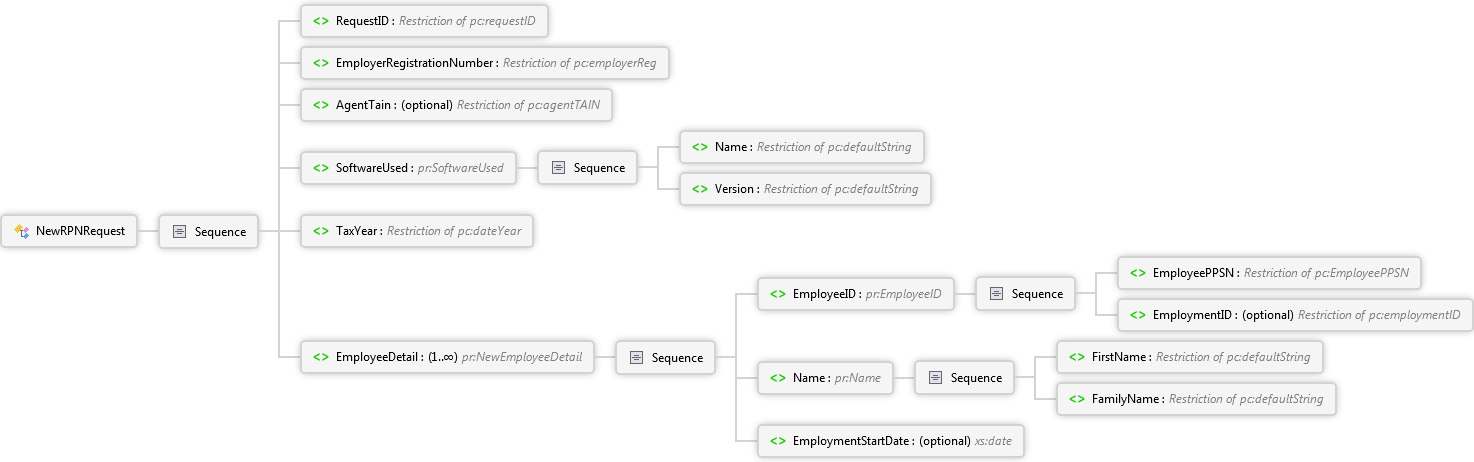 RequestID : Restriction of pc:requestID
EmployerRegistrationNumber : Restriction of pc:employerReg
AgentTain : (optional) Restriction of pc:agentTAIN
SoftwareUsed : pr:SoftwareUsed
Sequence
Name : Restriction of pc:defaultString
Version : Restriction of pc:defaultString
NewRPNRequest
Sequence
TaxYear : Restriction of pc:dateYear
EmployeeDetail : (1..∞) pr:NewEmployeeDetail
Sequence
EmployeeID : pr:EmployeeID
Sequence
EmployeePPSN : Restriction of pc:EmployeePPSN
EmploymentID : (optional) Restriction of pc:employmentID
Name : pr:Name
Sequence
FirstName : Restriction of pc:defaultString
FamilyName : Restriction of pc:defaultString
EmploymentStartDate : (optional) xs:date